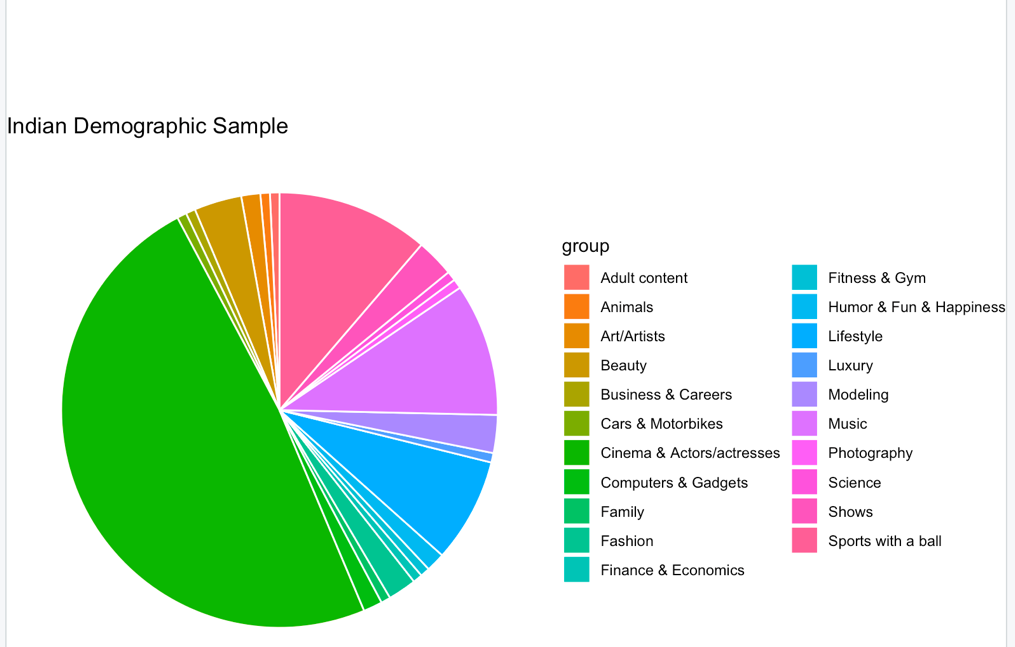 Indian Demographic Sample
group
Adult content
Animals
Art/Artists
Beauty
Business & Careers
Cars & Motorbikes
Cinema & Actors/actresses
Computers & Gadgets
Family
Fashion
Finance & Economics
Fitness & Gym
Humor & Fun & Happiness
Lifestyle
Luxury
Modeling
Music
Photography
Science
Shows
Sports with a ball